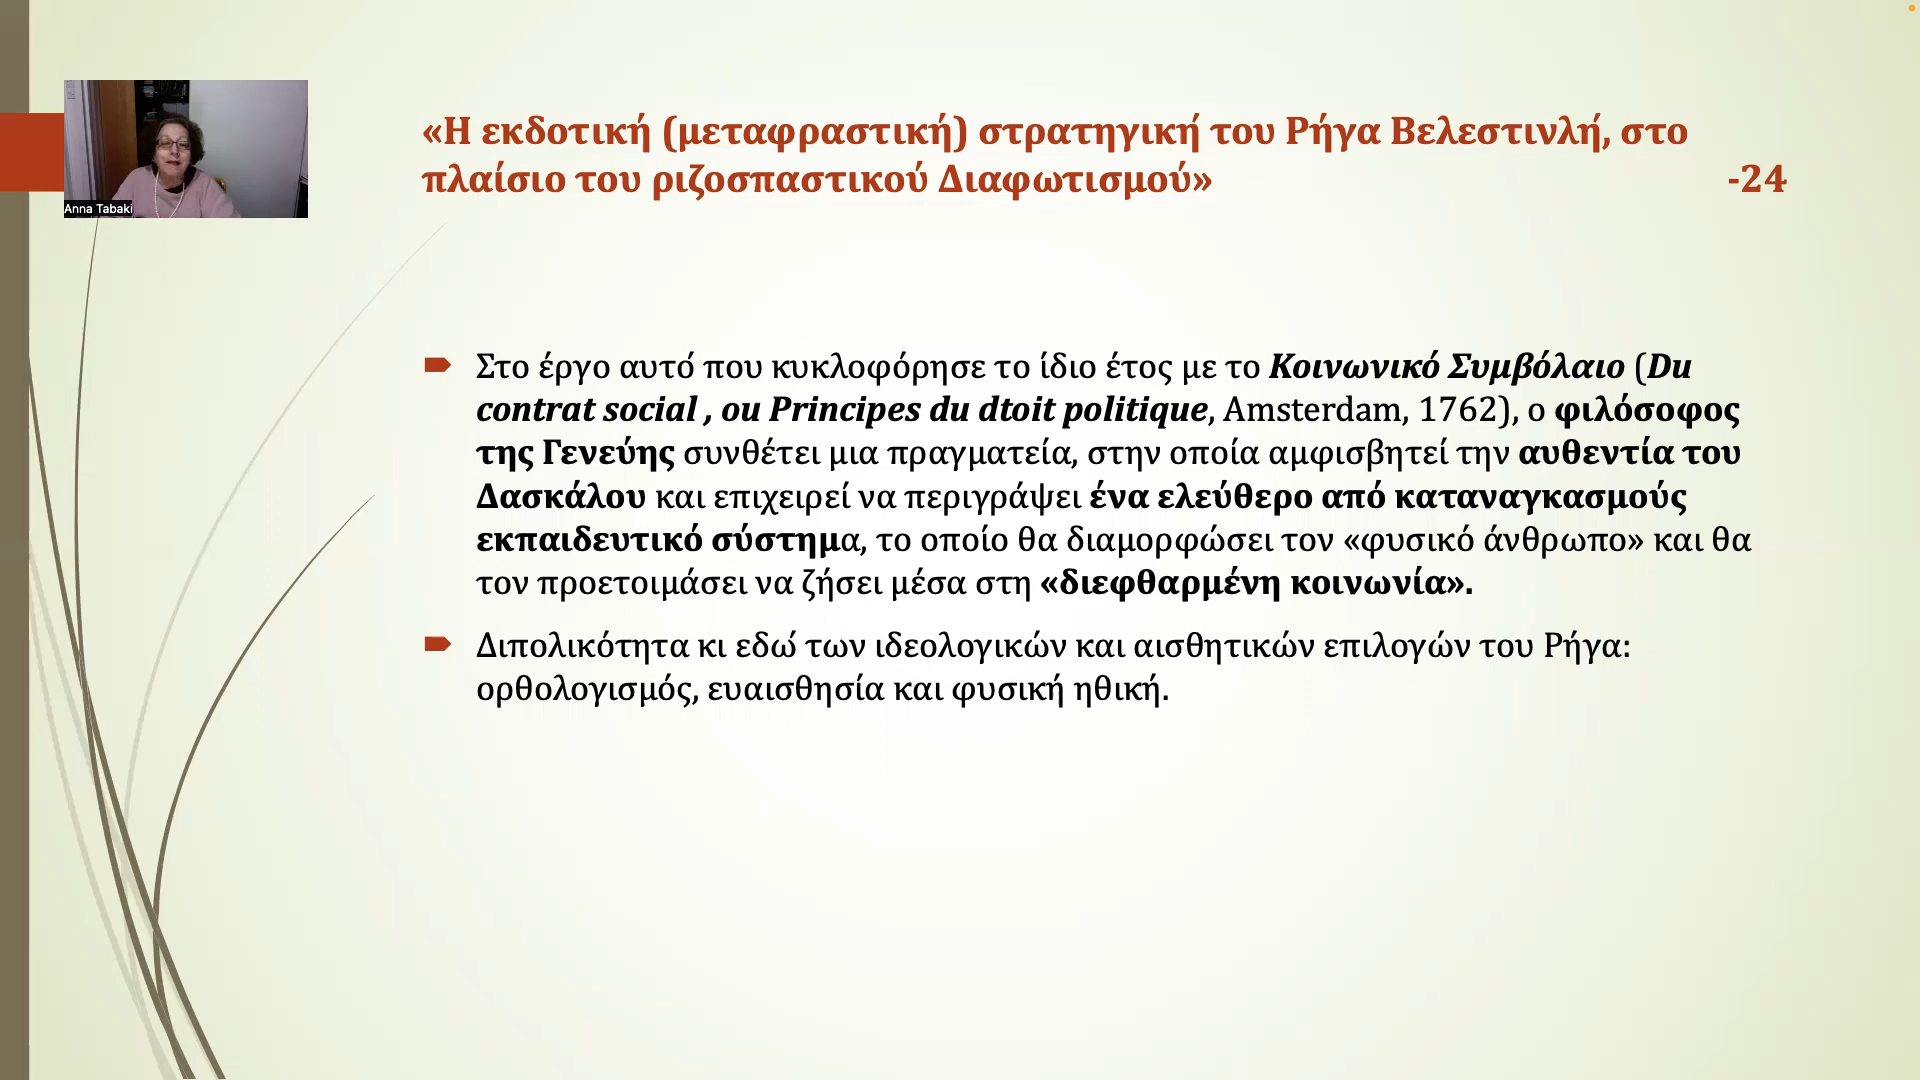 Anna Tabaki
«Η εκδοτική (μεταφραστική) στρατηγική του Ρήγα Βελεστινλή, στο
πλαίσιο του ριζοσπαστικού Διαφωτισμού» -24
Στο έργο αυτό που κυκλοφόρησε το ίδιο έτος με το Κοινωνικό Συμβόλαιο (Du
contrat social , ou Principes du dtoit politique, Amsterdam, 1762), ο φιλόσοφος
της Γενεύης συνθέτει μια πραγματεία, στην οποία αμφισβητεί την αυθεντία του
Δασκάλου και επιχειρεί να περιγράψει ένα ελεύθερο από καταναγκασμούς
εκπαιδευτικό σύστημα, το οποίο θα διαμορφώσει τον «φυσικό άνθρωπο» και θα
τον προετοιμάσει να ζήσει μέσα στη «διεφθαρμένη κοινωνία».
Διπολικότητα κι εδώ των ιδεολογικών και αισθητικών επιλογών του Ρήγα:
ορθολογισμός, ευαισθησία και φυσική ηθική.